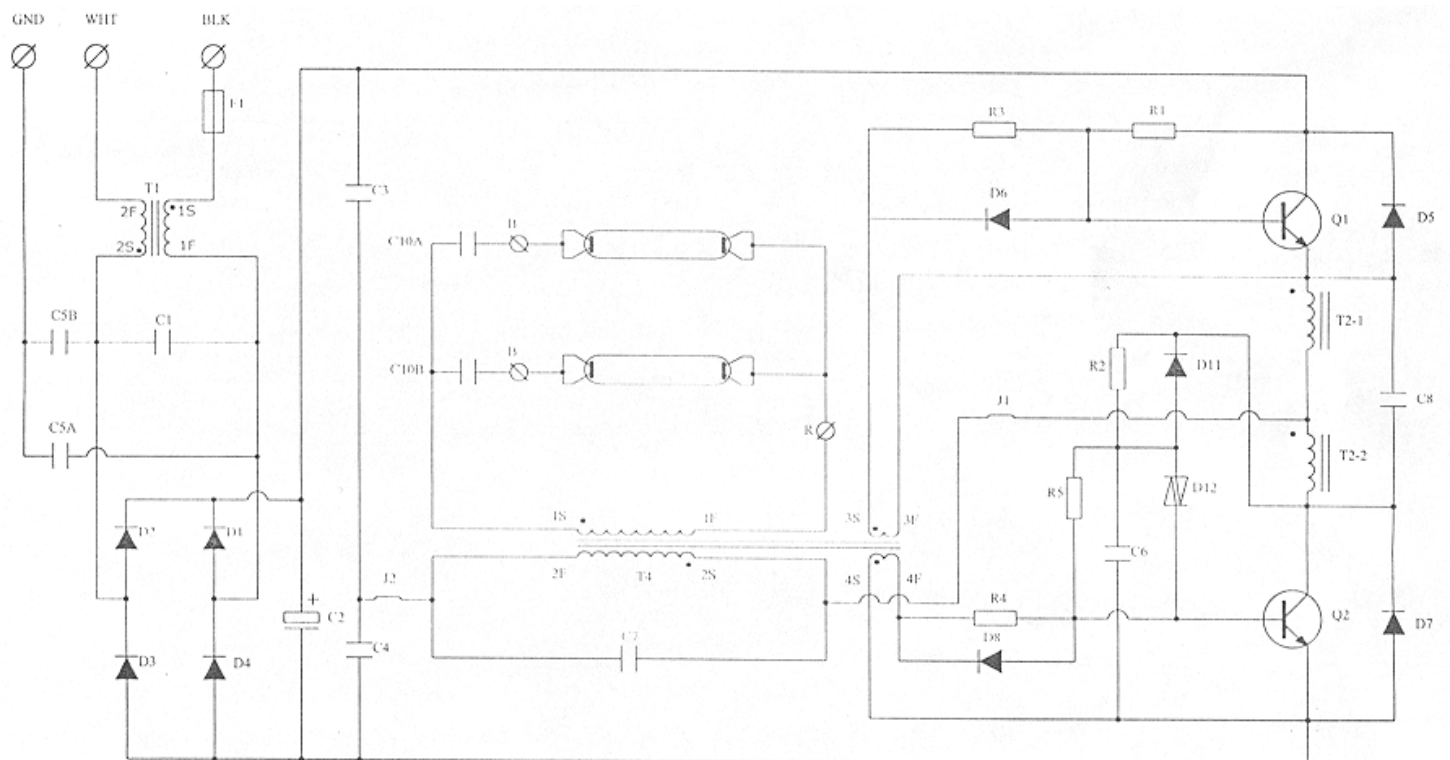 GND WHT BLK
F1
R3 R1
T1
2F 1S
C3
D6
Q1 D5
2S 1F
C10A B
C5B C1
T2-1
B
R2 D11
C10B
J1 C8
C5A
R
T2-2
R5 D12
1S 1F 3S 3F
D2 D1
C6
2F T4 2S 4S 4F
J2
+
R4
C2
Q2 D7
C7 D8
C4
D3 D4